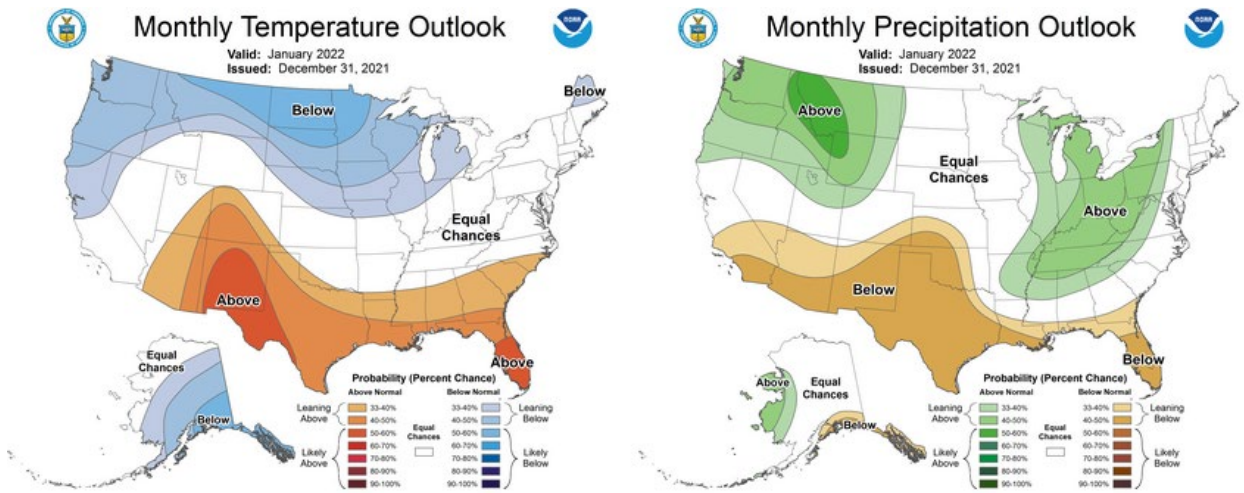 Monthly Temperature Outlook
Valid: January 2022
Issued: December 31, 2021
NOAA
Below
Below
Equal
Chances
Above
Above
Equal
Chances
Below
Probability (Percent Chance)
Above Normal
Below Normal
Leaning
Above
Likely
Above
33-40%
40-50%
50-60%
60-70%
70-80%
80-90%
90-100%
Equal
Chances
33-40%
40-50%
50-60%
60-70%
70-80%
80-90%
90-100%
Leaning
Below
Likely
Below
Monthly Precipitation Outlook
Valid: January 2022
Issued: December 31, 2021
NOAA
Above
Equal
Chances
Above
Below
Below
Above
Equal
Chances
Below
Probability (Percent Chance)
Above Normal
Below Normal
Leaning
Above
Likely
Above
33-40%
40-50%
50-60%
60-70%
70-80%
80-90%
90-100%
Equal
Chances
33-40%
40-50%
50-60%
60-70%
70-80%
80-90%
90-100%
Leaning
Below
Likely
Below